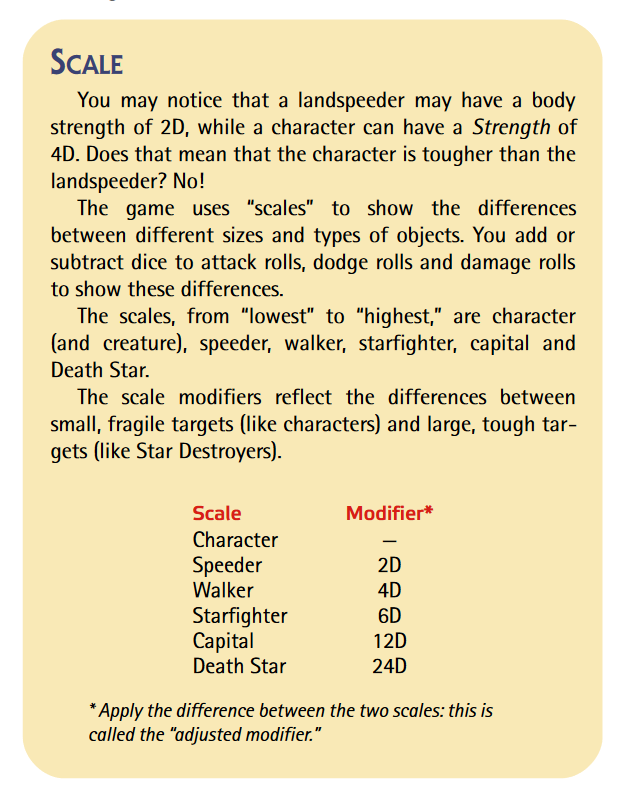 SCALE
You may notice that a landspeeder may have a body
strength of 2D, while a character can have a Strength of
4D. Does that mean that the character is tougher than the
landspeeder? No!
The game uses “scales” to show the differences
between different sizes and types of objects. You add or
subtract dice to attack rolls, dodge rolls and damage rolls
to show these differences.
The scales, from “lowest” to “highest,” are character
(and creature), speeder, walker, starfighter, capital and
Death Star.
The scale modifiers reflect the differences between
small, fragile targets (like characters) and large, tough tar-
gets (like Star Destroyers).
Scale Modifier*
Character —
Speeder 2D
Walker 4D
Starfighter 6D
Capital 12D
Death Star 24D
* Apply the difference between the two scales: this is
called the “adjusted modifier.”